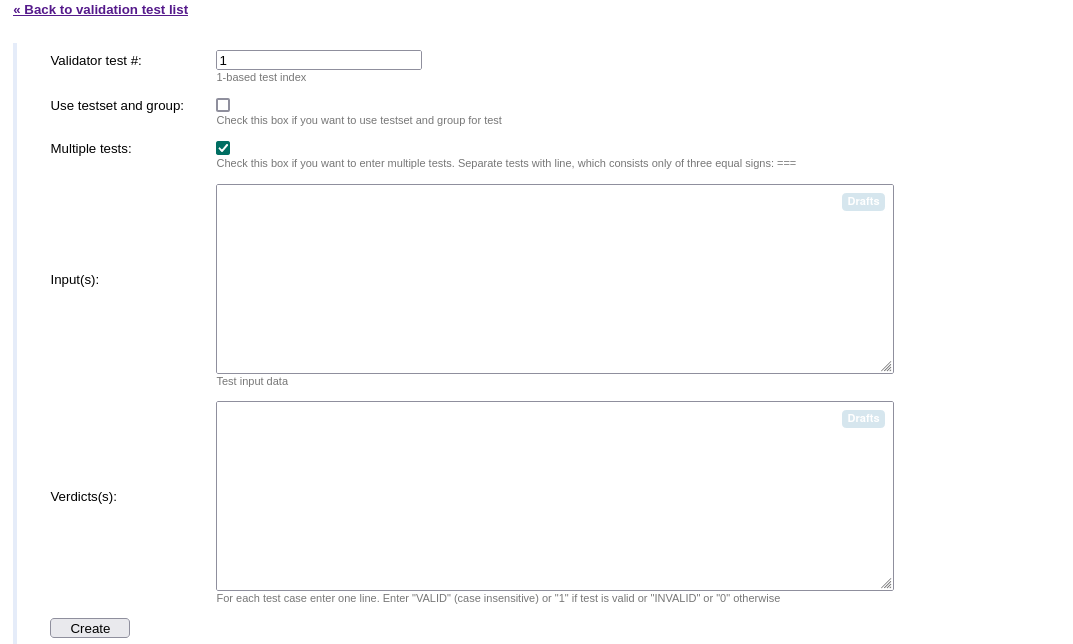 « Back to validation test list
Validator test #:
1
1-based test index
Use testset and group:
Check this box if you want to use testset and group for test
Multiple tests:
Check this box if you want to enter multiple tests. Separate tests with line, which consists only of three equal signs: ===
Drafts
Input(s):
Test input data
Drafts
Verdicts(s):
For each test case enter one line. Enter "VALID" (case insensitive) or "1" if test is valid or "INVALID" or "0" otherwise
Create